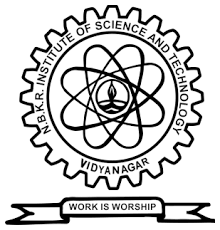 N.B.K.R. INSTITUTE OF SCIENCE AND TECHNOLOGY
VIDYANAGAR
WORK IS WORSHIP